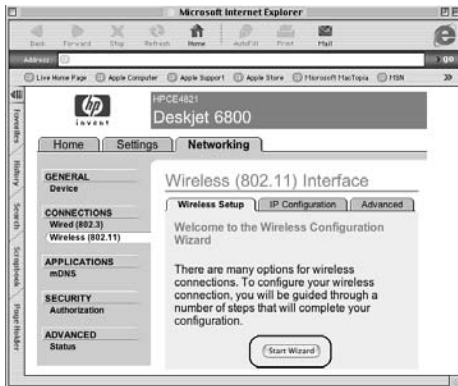 Microsoft Internet Explorer
Back Forward Stop Refresh Home AutoFill Print Mail
Address: go
Live Home Page Apple Computer Apple Support Apple Store Microsoft MacTopia MSN
Favorites
History
Search
Scrapbook
Page Holder
hp
invent
HPCE4821
Deskjet 6800
Home Settings Networking
GENERAL
Device
CONNECTIONS
Wired (802.3)
Wireless (802.11)
APPLICATIONS
mDNS
SECURITY
Authorization
ADVANCED
Status
Wireless (802.11) Interface
Wireless Setup IP Configuration Advanced
Welcome to the Wireless Configuration
Wizard
There are many options for wireless
connections. To configure your wireless
connection, you will be guided through a
number of steps that will complete your
configuration.
Start Wizard